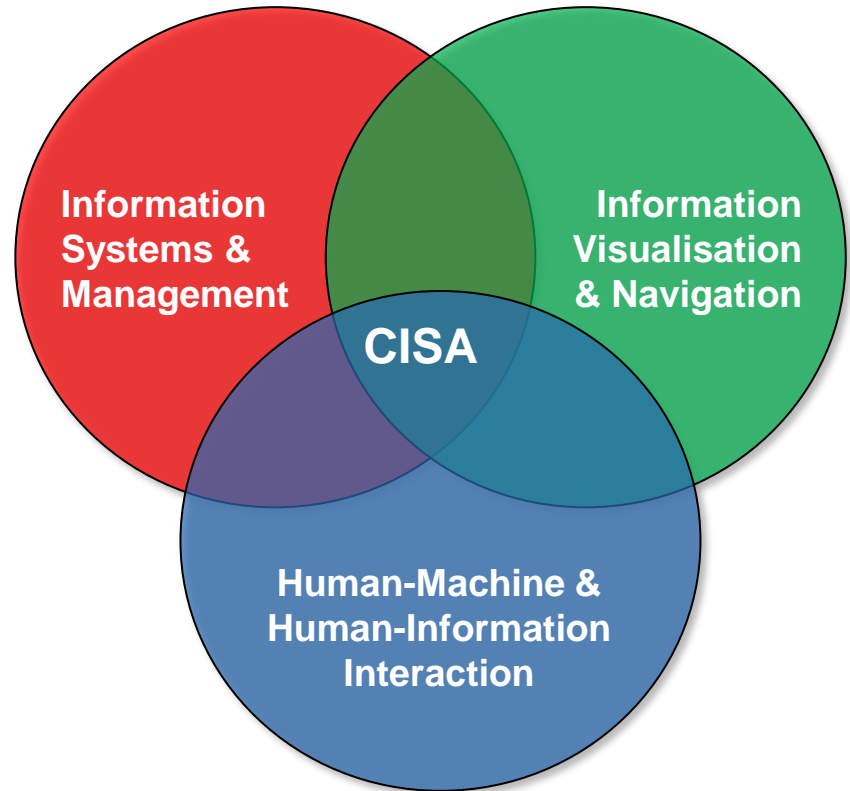 Information
Systems &
Management
Information
Visualisation
& Navigation
CISA
Human-Machine &
Human-Information
Interaction